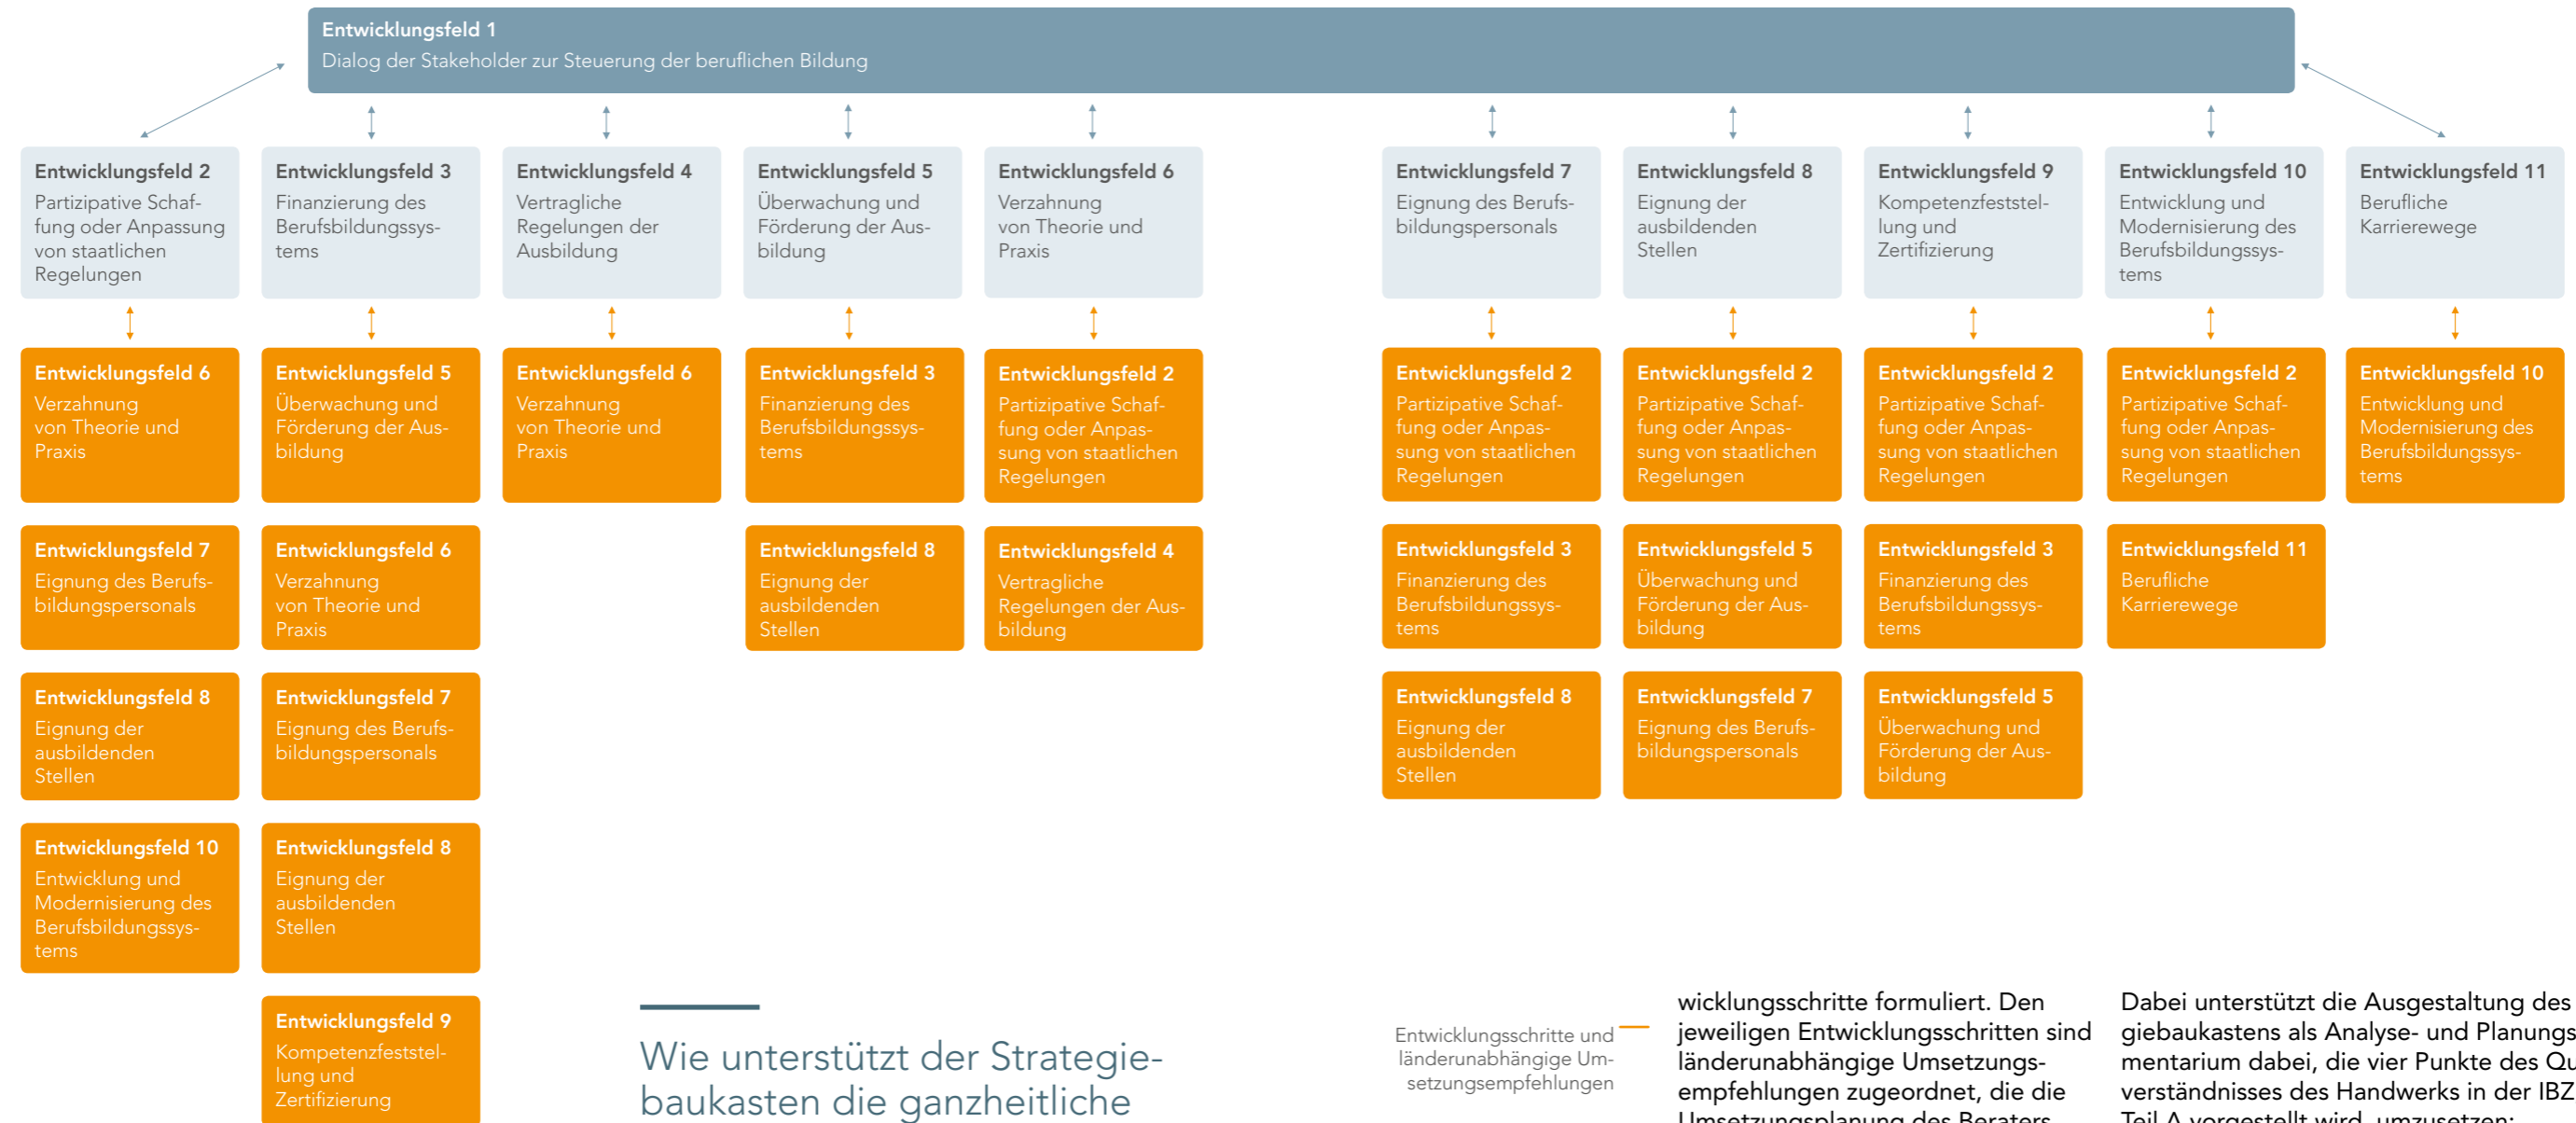 Entwicklungsfeld 1
Dialog der Stakeholder zur Steuerung der beruflichen Bildung
Entwicklungsfeld 2
Partizipative Schaf-
fung oder Anpassung
von staatlichen
Regelungen
Entwicklungsfeld 3
Finanzierung des
Berufsbildungssys-
tems
Entwicklungsfeld 4
Vertragliche
Regelungen der
Ausbildung
Entwicklungsfeld 5
Überwachung und
Förderung der Aus-
bildung
Entwicklungsfeld 6
Verzahnung
von Theorie und
Praxis
Entwicklungsfeld 7
Eignung des Berufs-
bildungspersonals
Entwicklungsfeld 8
Eignung der
ausbildenden
Stellen
Entwicklungsfeld 9
Kompetenzfeststel-
lung und
Zertifizierung
Entwicklungsfeld 10
Entwicklung und
Modernisierung des
Berufsbildungssys-
tems
Entwicklungsfeld 11
Berufliche
Karrierewege
Entwicklungsfeld 6
Verzahnung
von Theorie und
Praxis
Entwicklungsfeld 5
Überwachung und
Förderung der Aus-
bildung
Entwicklungsfeld 6
Verzahnung
von Theorie und
Praxis
Entwicklungsfeld 3
Finanzierung des
Berufsbildungssys-
tems
Entwicklungsfeld 2
Partizipative Schaf-
fung oder Anpas-
sung von staatlichen
Regelungen
Entwicklungsfeld 2
Partizipative Schaf-
fung oder Anpas-
sung von staatlichen
Regelungen
Entwicklungsfeld 2
Partizipative Schaf-
fung oder Anpas-
sung von staatlichen
Regelungen
Entwicklungsfeld 2
Partizipative Schaf-
fung oder Anpas-
sung von staatlichen
Regelungen
Entwicklungsfeld 2
Partizipative Schaf-
fung oder Anpas-
sung von staatlichen
Regelungen
Entwicklungsfeld 10
Entwicklung und
Modernisierung des
Berufsbildungssys-
tems
Entwicklungsfeld 7
Eignung des Berufs-
bildungspersonals
Entwicklungsfeld 6
Verzahnung
von Theorie und
Praxis
Entwicklungsfeld 8
Eignung der
ausbildenden
Stellen
Entwicklungsfeld 4
Vertragliche
Regelungen der Aus-
bildung
Entwicklungsfeld 3
Finanzierung des
Berufsbildungssys-
tems
Entwicklungsfeld 5
Überwachung und
Förderung der Aus-
bildung
Entwicklungsfeld 3
Finanzierung des
Berufsbildungssys-
tems
Entwicklungsfeld 11
Berufliche
Karrierewege
Entwicklungsfeld 8
Eignung der
ausbildenden
Stellen
Entwicklungsfeld 7
Eignung des Berufs-
bildungspersonals
Entwicklungsfeld 8
Eignung der
ausbildenden
Stellen
Entwicklungsfeld 7
Eignung des Berufs-
bildungspersonals
Entwicklungsfeld 5
Überwachung und
Förderung der Aus-
bildung
Entwicklungsfeld 10
Entwicklung und
Modernisierung des
Berufsbildungssys-
tems
Entwicklungsfeld 8
Eignung der
ausbildenden
Stellen
Entwicklungsfeld 9
Kompetenzfeststel-
lung und
Zertifizierung
Wie unterstützt der Strategie-
baukasten die ganzheitliche
Entwicklungsschritte und
länderunabhängige Um-
setzungsempfehlungen
wicklungsschritte formuliert. Den
jeweiligen Entwicklungsschritten sind
länderunabhängige Umsetzungs-
empfehlungen zugeordnet, die die
Umsetzungsplanung des Beraters
Dabei unterstützt die Ausgestaltung des
giebaukastens als Analyse- und Planungs
mentarium dabei, die vier Punkte des Qu
verständnisses des Handwerks in der IBZ
Teil A vorgestellt wird, umzusetzen: